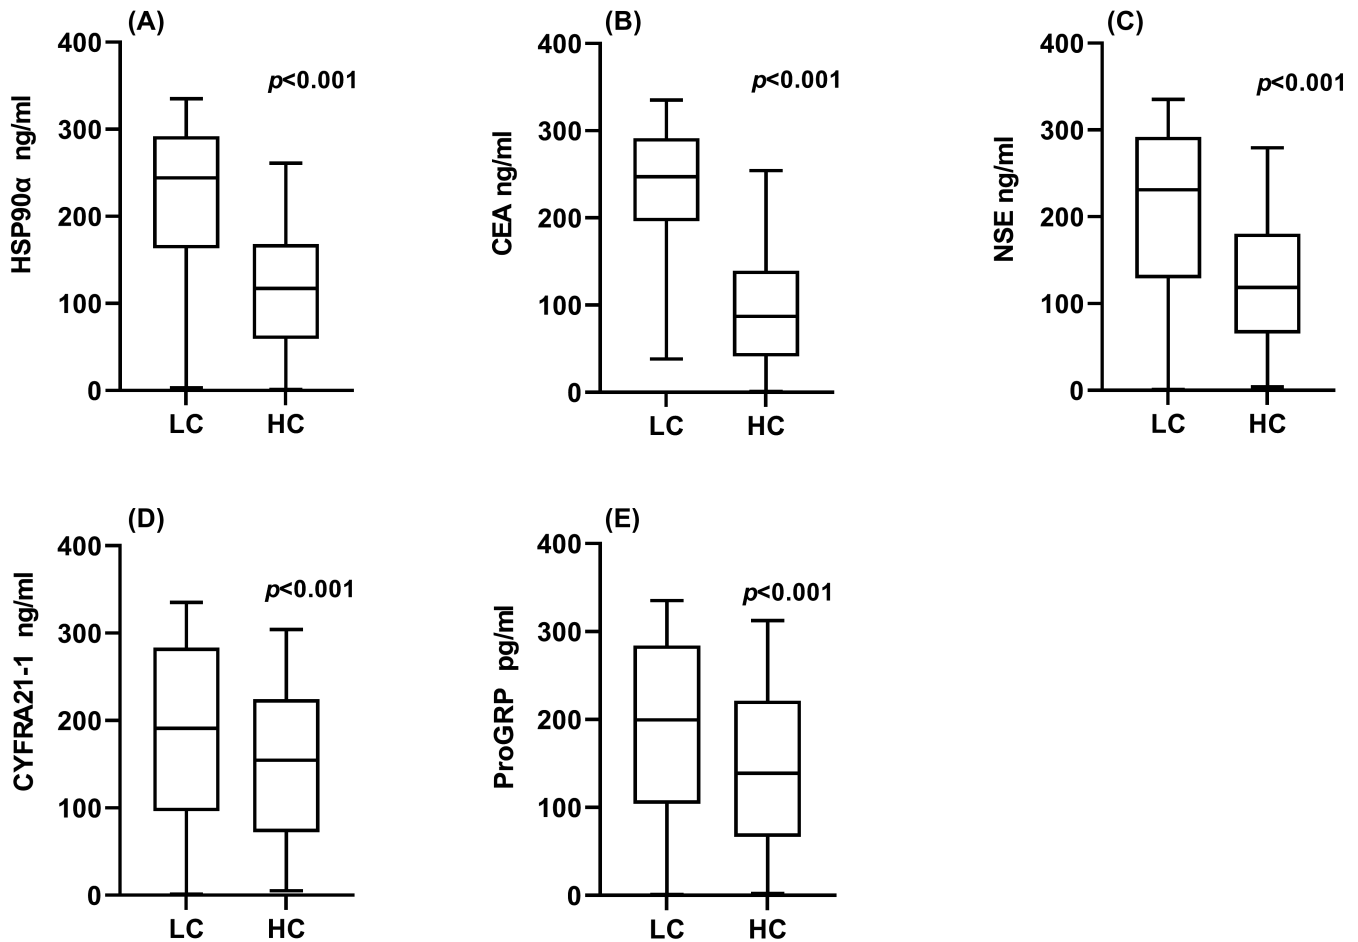 (A)
HSP90α ng/ml
400
300
200
100
0
p<0.001
LC HC
(B)
CEA ng/ml
400
300
200
100
0
p<0.001
LC HC
(C)
NSE ng/ml
400
300
200
100
0
p<0.001
LC HC
(D)
CYFRA21-1 ng/ml
400
300
200
100
0
p<0.001
LC HC
(E)
ProGRP pg/ml
400
300
200
100
0
p<0.001
LC HC